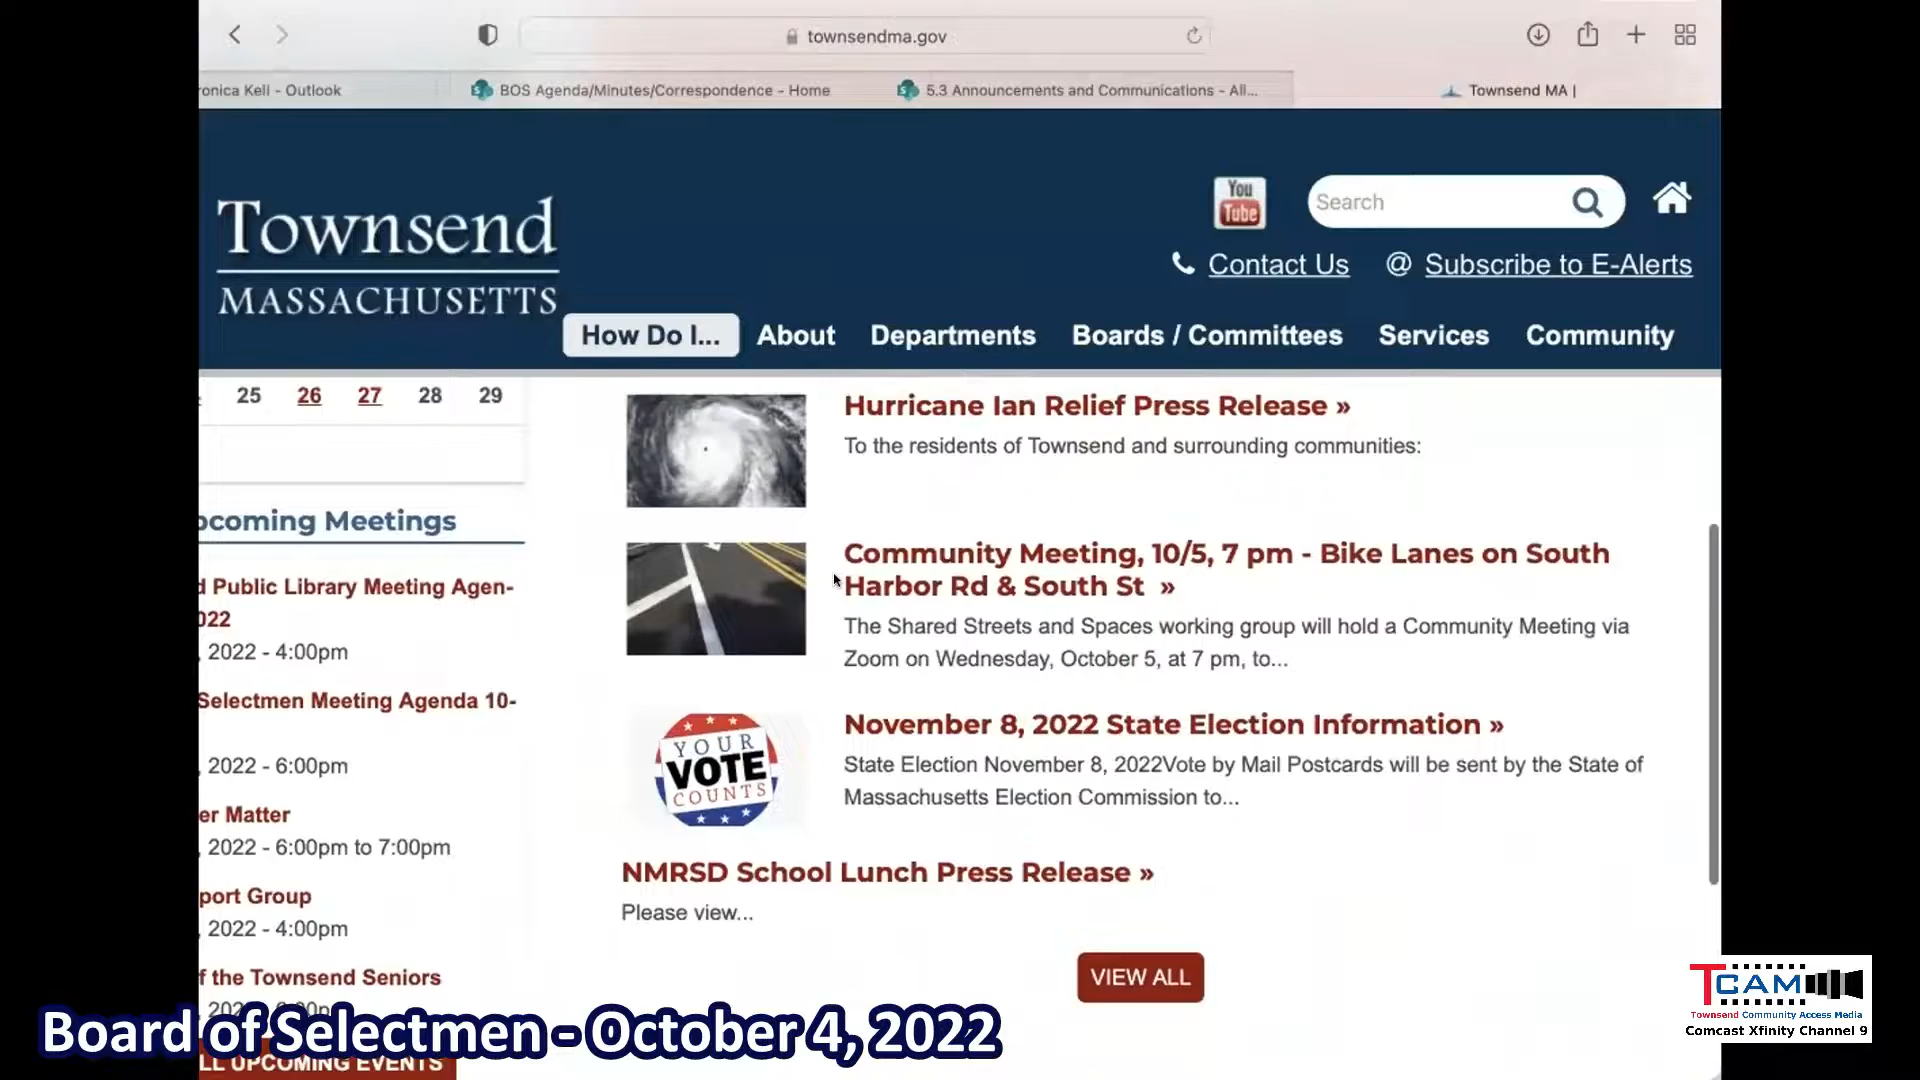 townsendma.gov
ronica Kell - Outlook
BOS Agenda/Minutes/Correspondence - Home
5.3 Announcements and Communications - All...
Townsend MA |
Townsend
MASSACHUSETTS
You
Tube
Search
Contact Us
@ Subscribe to E-Alerts
How Do I...
About
Departments
Boards / Committees
Services
Community
25 26 27 28 29
pcoming Meetings
d Public Library Meeting Agen-
022
, 2022 - 4:00pm
Selectmen Meeting Agenda 10-
, 2022 - 6:00pm
er Matter
, 2022 - 6:00pm to 7:00pm
port Group
, 2022 - 4:00pm
f the Townsend Seniors
LL UPCOMING EVENTS
Hurricane Ian Relief Press Release »
To the residents of Townsend and surrounding communities:
Community Meeting, 10/5, 7 pm - Bike Lanes on South
Harbor Rd & South St »
The Shared Streets and Spaces working group will hold a Community Meeting via
Zoom on Wednesday, October 5, at 7 pm, to...
YOUR
VOTE
COUNTS
November 8, 2022 State Election Information »
State Election November 8, 2022Vote by Mail Postcards will be sent by the State of
Massachusetts Election Commission to...
NMRSD School Lunch Press Release »
Please view...
VIEW ALL
Board of Selectmen - October 4, 2022
TCAM
Townsend Community Access Media
Comcast Xfinity Channel 9